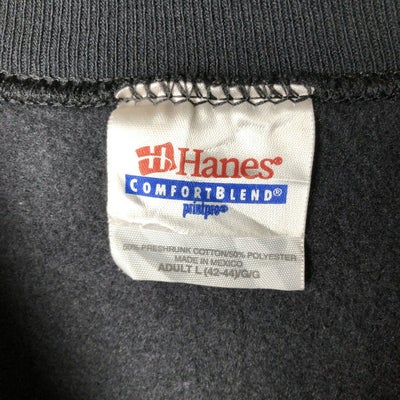 Hanes®
COMFORTBLEND®
printpro®
50% PRESHRUNK COTTON/50% POLYESTER
MADE IN MEXICO
ADULT L (42-44)/G/G